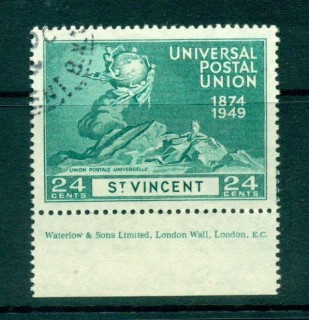 UNIVERSAL
POSTAL
UNION
1874
1949
UNION POSTALE UNIVERSELLE
24 CENTS
ST VINCENT
24 CENTS
Waterlow & Sons Limited, London Wall, London, E.C.